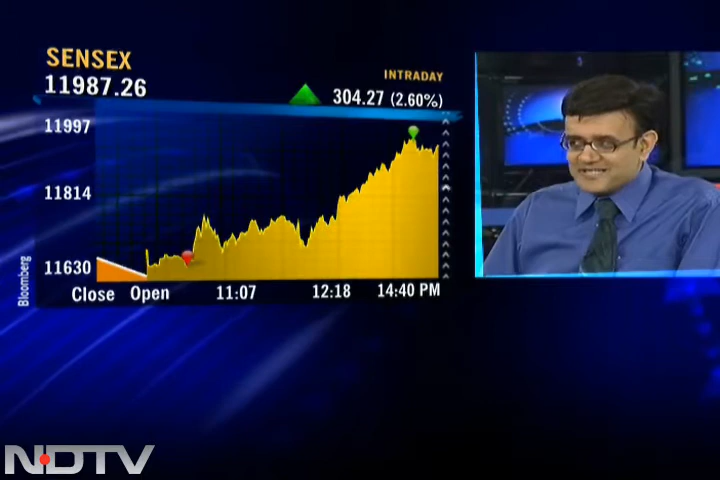 SENSEX
11987.26
INTRADAY
304.27 (2.60%)
11997
11814
11630
Bloomberg
Close Open 11:07 12:18 14:40 PM
NDTV